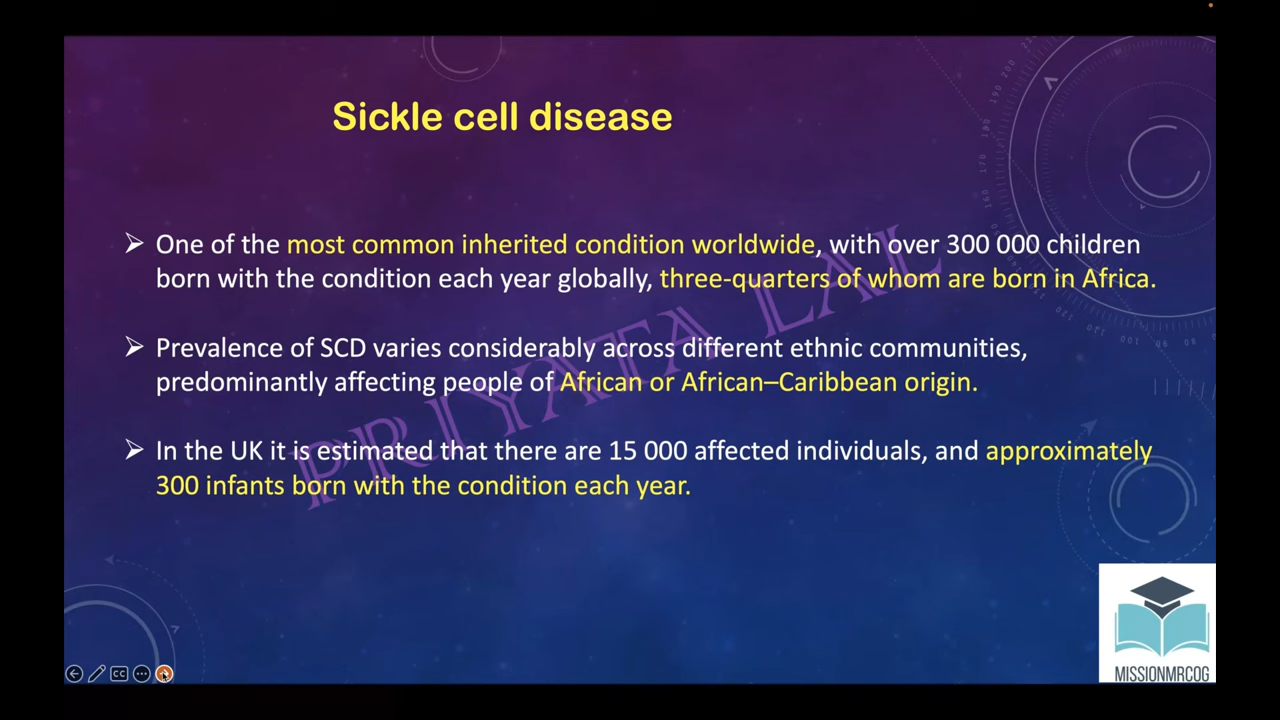 Sickle cell disease
➢ One of the most common inherited condition worldwide, with over 300 000 children
born with the condition each year globally, three-quarters of whom are born in Africa.
➢ Prevalence of SCD varies considerably across different ethnic communities,
predominantly affecting people of African or African–Caribbean origin.
➢ In the UK it is estimated that there are 15 000 affected individuals, and approximately
300 infants born with the condition each year.
PRIYATA LAL
CC
MISSIONMRCOG